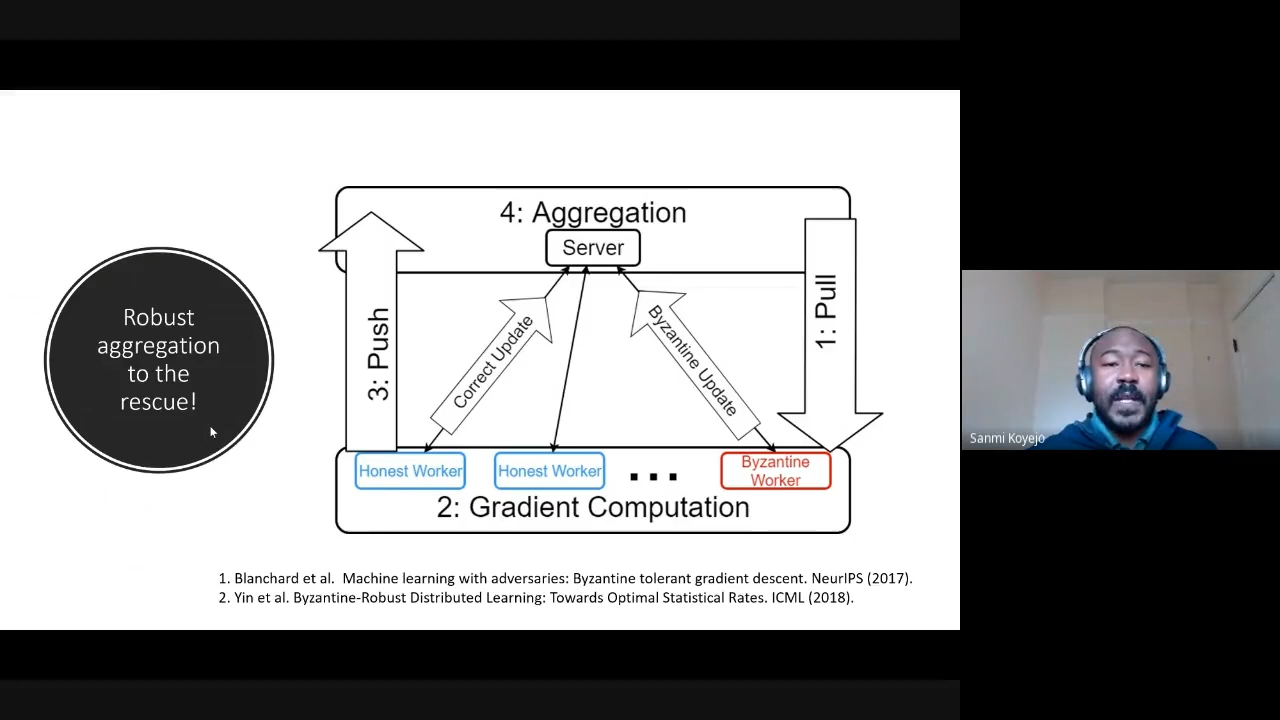 Robust
aggregation
to the
rescue!
4: Aggregation
Server
3: Push
Correct Update
Byzantine Update
1: Pull
Honest Worker
Honest Worker
...
Byzantine
Worker
2: Gradient Computation
1. Blanchard et al. Machine learning with adversaries: Byzantine tolerant gradient descent. NeurIPS (2017).
2. Yin et al. Byzantine-Robust Distributed Learning: Towards Optimal Statistical Rates. ICML (2018).
Sanmi Koyejo